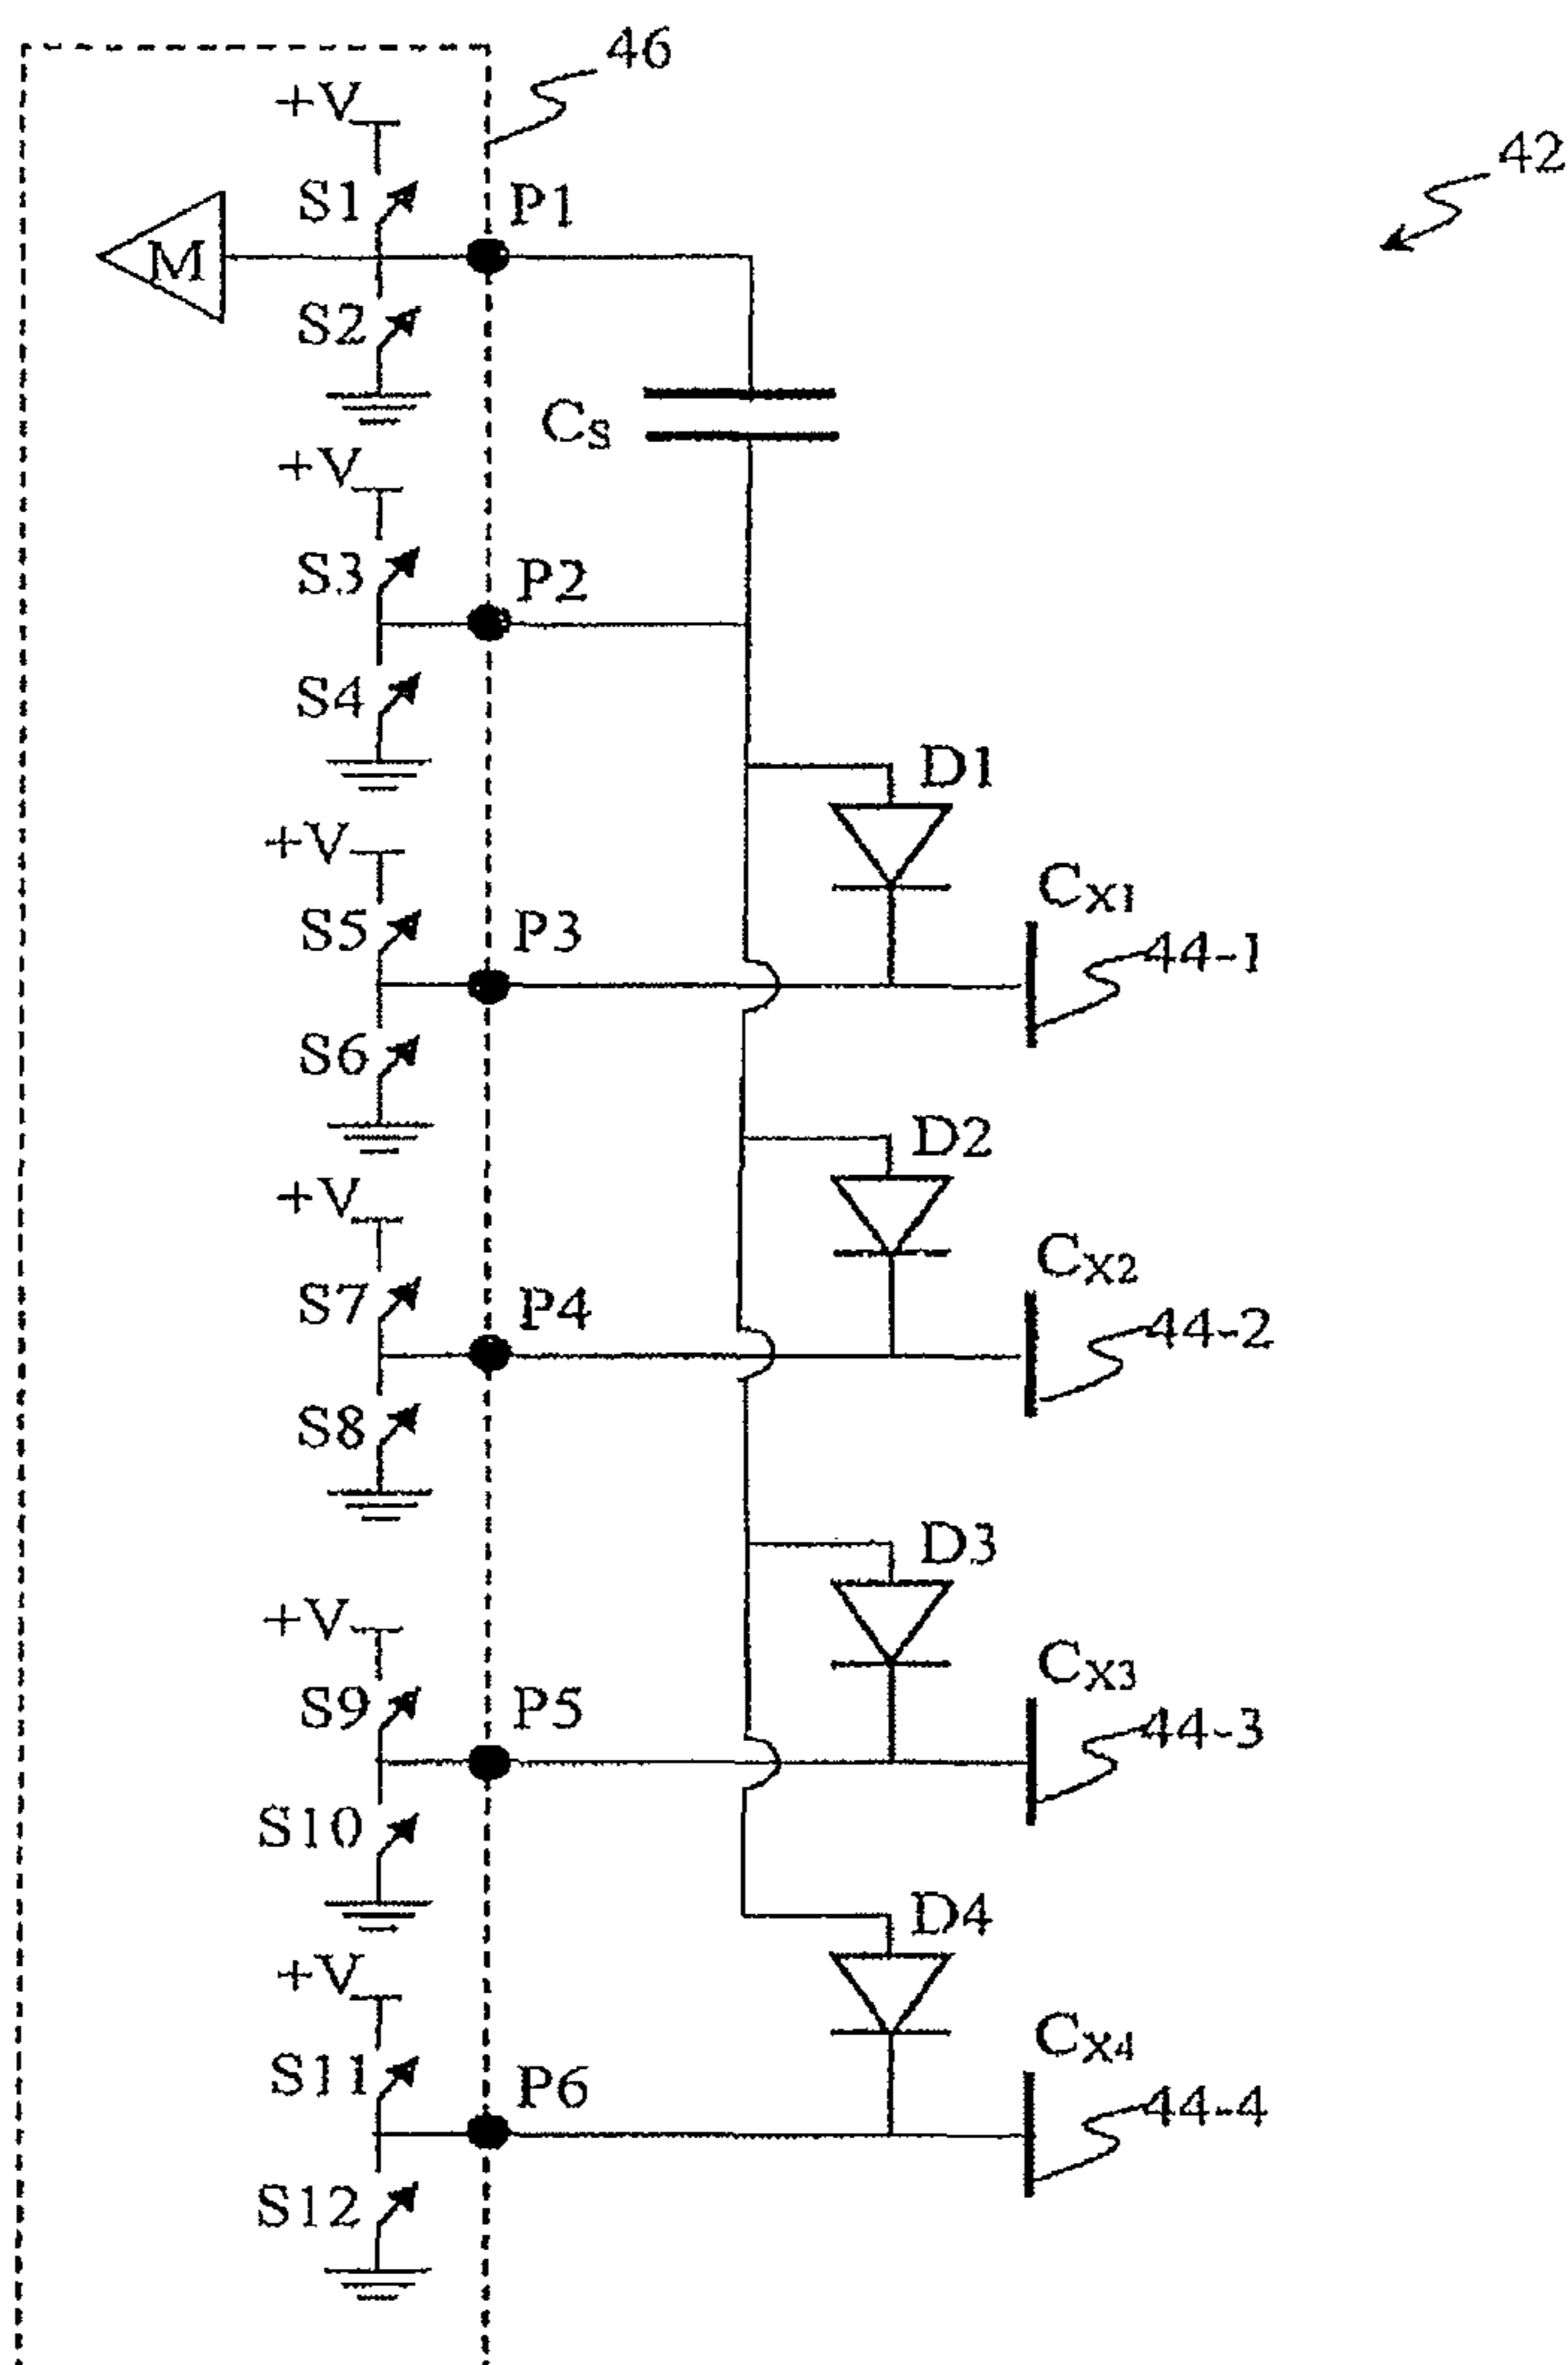 46
42
+V
S1
P1
M
S2
Cs
+V
S3
P2
S4
D1
+V
CX1
S5
P3
44-1
S6
D2
+V
CX2
S7
P4
44-2
S8
D3
+V
CX3
S9
P5
44-3
S10
D4
+V
CX4
S11
P6
44-4
S12